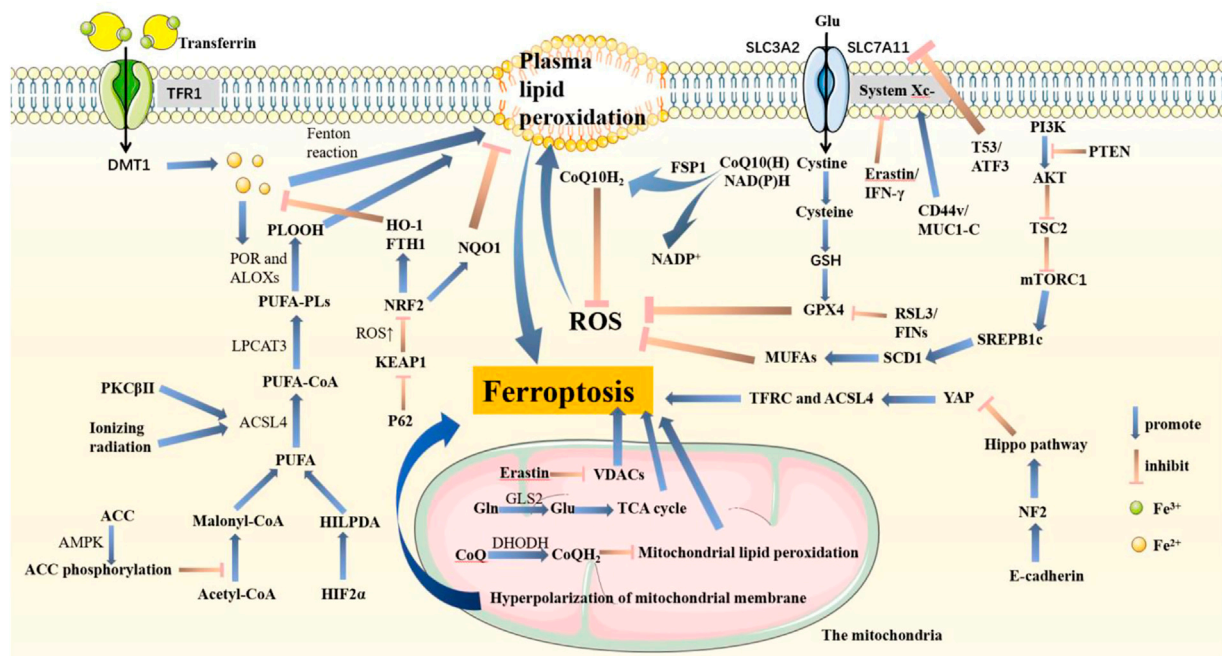 Transferrin
TFR1
DMT1
Fenton
reaction
Plasma
lipid
peroxidation
Glu
SLC3A2
SLC7A11
System Xc-
PLOOH
POR and
ALOXs
PUFA-PLs
LPCAT3
PUFA-CoA
ACSL4
PUFA
PKCβII
Ionizing
radiation
HO-1
FTH1
NQO1
NRF2
ROS↑
KEAP1
P62
CoQ10H2
FSP1
CoQ10(H)
NAD(P)H
NADP+
ROS
Cystine
Cysteine
GSH
GPX4
RSL3/
FINs
Erastin/
IFN-γ
CD44v/
MUC1-C
T53/
ATF3
PI3K
PTEN
AKT
TSC2
mTORC1
SREPB1c
SCD1
MUFAs
Ferroptosis
TFRC and ACSL4
YAP
Hippo pathway
NF2
E-cadherin
ACC
AMPK
ACC phosphorylation
Malonyl-CoA
Acetyl-CoA
HILPDA
HIF2α
Erastin
VDACs
GLS2
Gln
Glu
TCA cycle
DHODH
CoQ
CoQH2
Mitochondrial lipid peroxidation
Hyperpolarization of mitochondrial membrane
The mitochondria
promote
inhibit
Fe3+
Fe2+